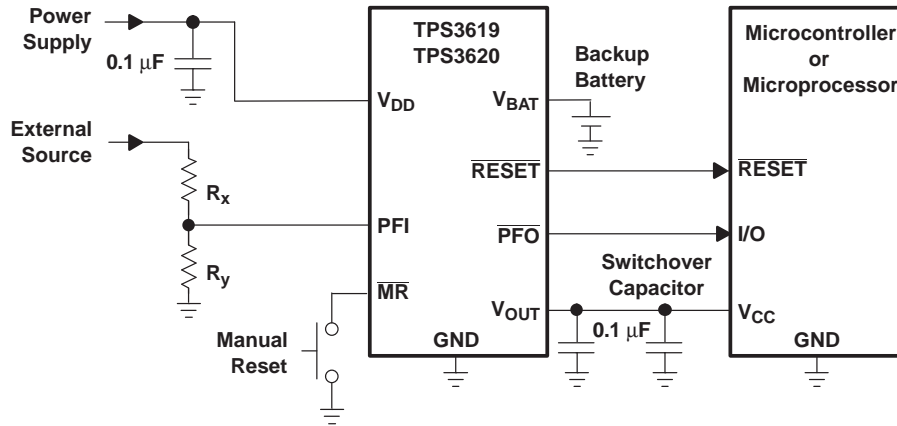 Power
Supply
0.1 μF
External
Source
Rx
Ry
Manual
Reset
TPS3619
TPS3620
VDD
PFI
MR
VBAT
RESET
PFO
VOUT
GND
Backup
Battery
Switchover
Capacitor
0.1 μF
Microcontroller
or
Microprocessor
RESET
I/O
VCC
GND